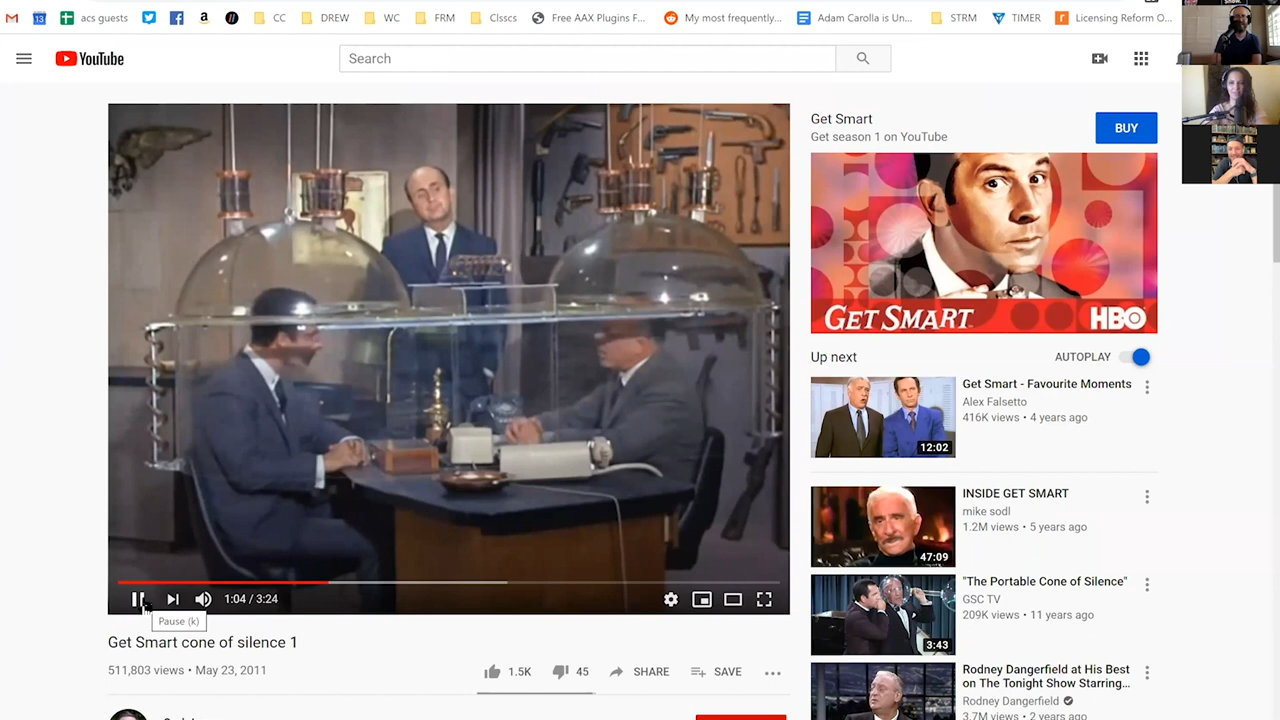 acs guests
CC
DREW
WC
FRM
Clsscs
Free AAX Plugins F...
My most frequently...
Adam Carolla is Un...
STRM
TIMER
Licensing Reform O...
YouTube
Search
Get Smart
Get season 1 on YouTube
BUY
GET SMART
HBO
Up next
AUTOPLAY
Get Smart - Favourite Moments
Alex Falsetto
416K views • 4 years ago
12:02
INSIDE GET SMART
mike sodl
1.2M views • 5 years ago
47:09
"The Portable Cone of Silence"
GSC TV
209K views • 11 years ago
3:43
Rodney Dangerfield at His Best
on The Tonight Show Starring...
Rodney Dangerfield
3.7M views • 2 years ago
1:04 / 3:24
Pause (k)
Get Smart cone of silence 1
511,803 views •
2011
45
SHARE
SAVE